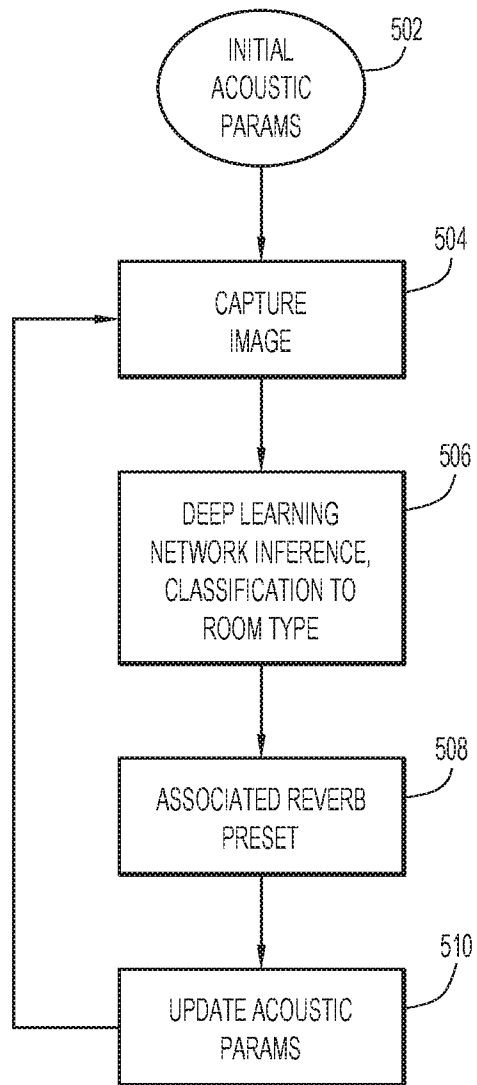 502
INITIAL
ACOUSTIC
PARAMS
504
CAPTURE
IMAGE
506
DEEP LEARNING
NETWORK INFERENCE,
CLASSIFICATION TO
ROOM TYPE
508
ASSOCIATED REVERB
PRESET
510
UPDATE ACOUSTIC
PARAMS